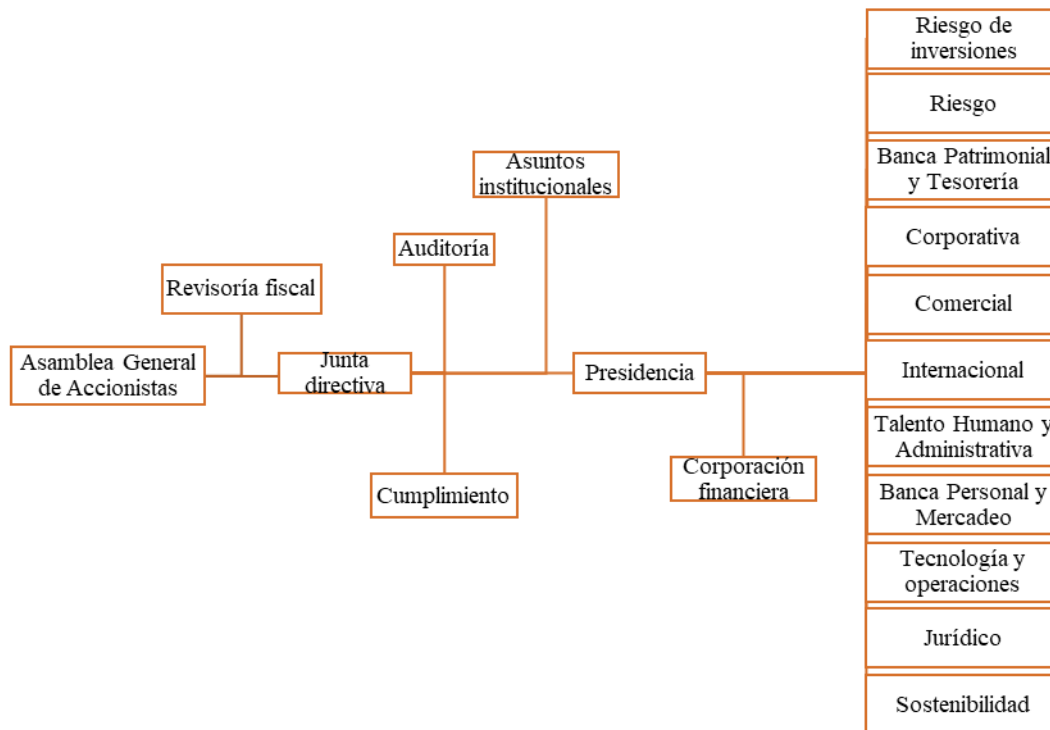 Riesgo de
inversiones
Riesgo
Banca Patrimonial
y Tesorería
Asuntos
institucionales
Corporativa
Auditoría
Revisoría fiscal
Comercial
Asamblea General
de Accionistas
Junta
directiva
Presidencia
Internacional
Talento Humano y
Administrativa
Cumplimiento
Corporación
financiera
Banca Personal y
Mercadeo
Tecnología y
operaciones
Jurídico
Sostenibilidad